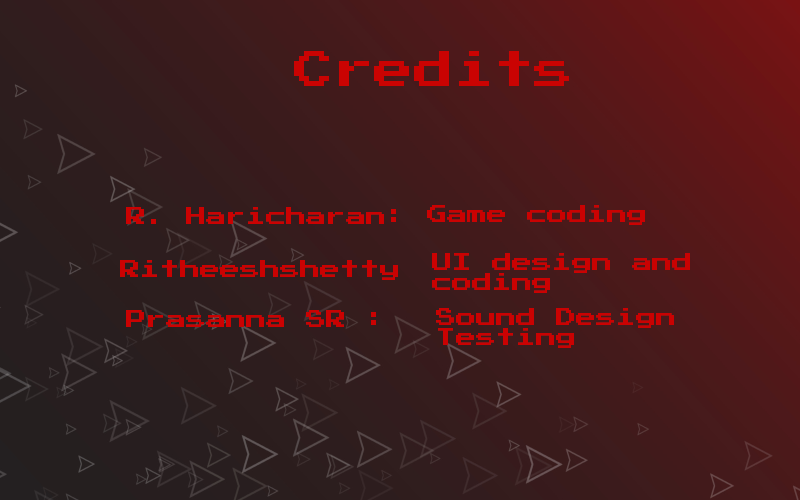 Credits
R. Haricharan: Game coding
Ritheeshshetty UI design and
coding
Prasanna SR : Sound Design
Testing